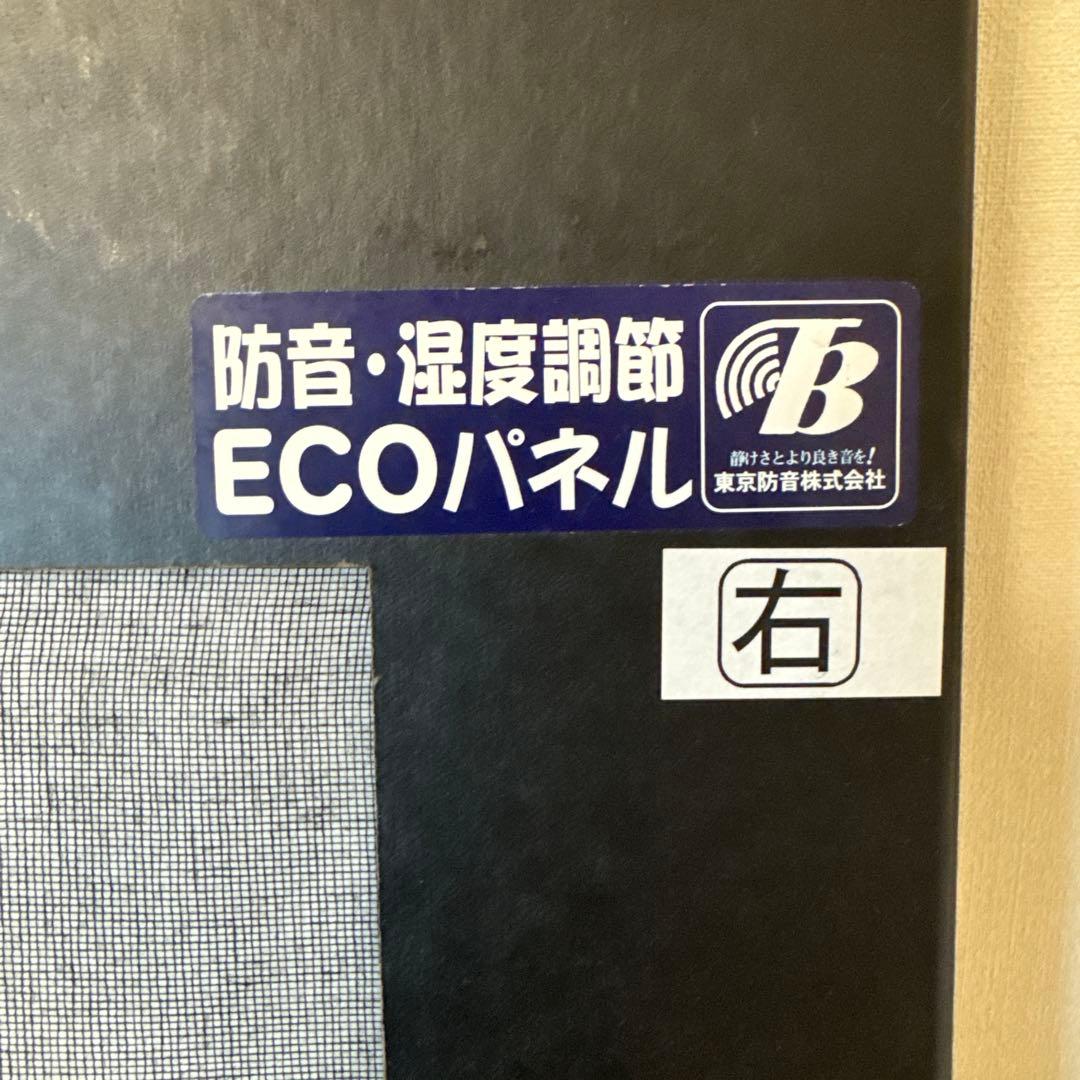 防音・湿度調節
ECOパネル
TB
静けさとより良き音を!
東京防音株式会社
右